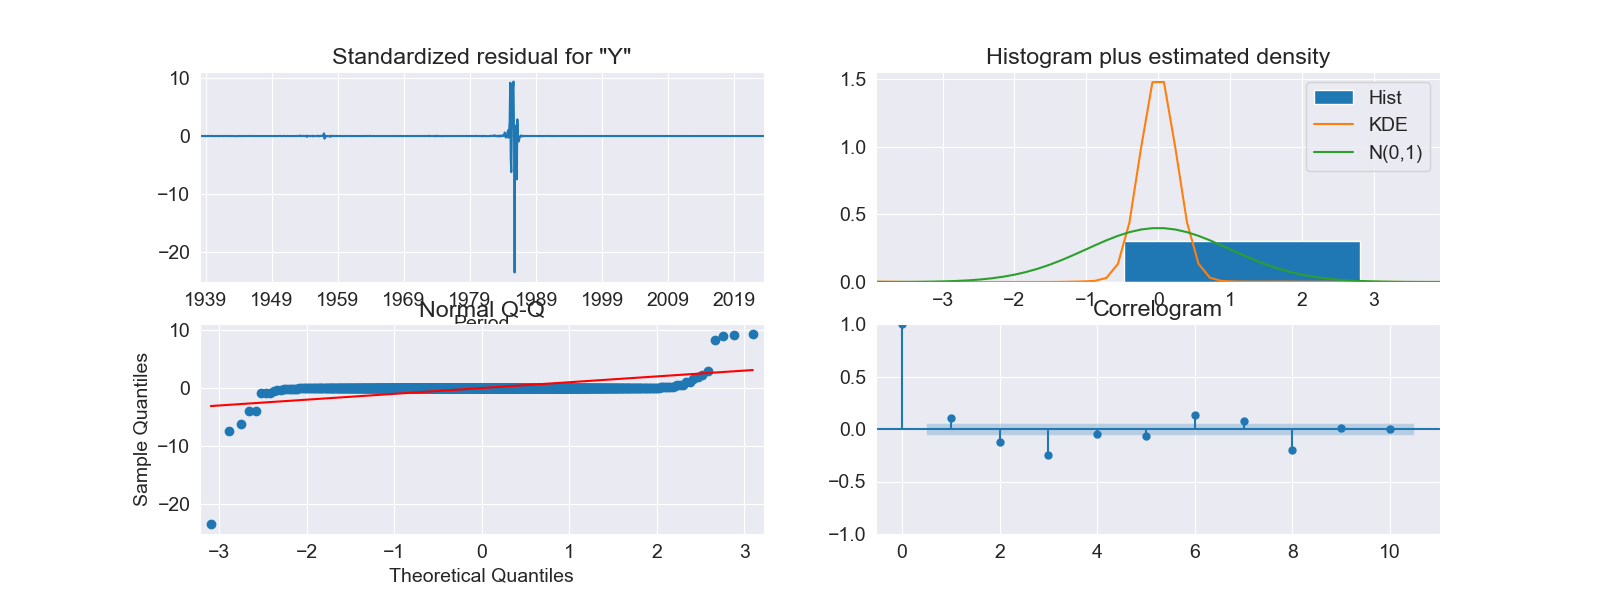 Standardized residual for "Y"
10
0
−10
−20
1939 1949 1959 1969 1979 1989 1999 2009 2019
Period
Histogram plus estimated density
1.5
1.0
0.5
0.0
Hist
KDE
N(0,1)
−3 −2 −1 0 1 2 3
Normal Q-Q
Sample Quantiles
10
0
−10
−20
−3 −2 −1 0 1 2 3
Theoretical Quantiles
Correlogram
1.0
0.5
0.0
−0.5
−1.0
0 2 4 6 8 10